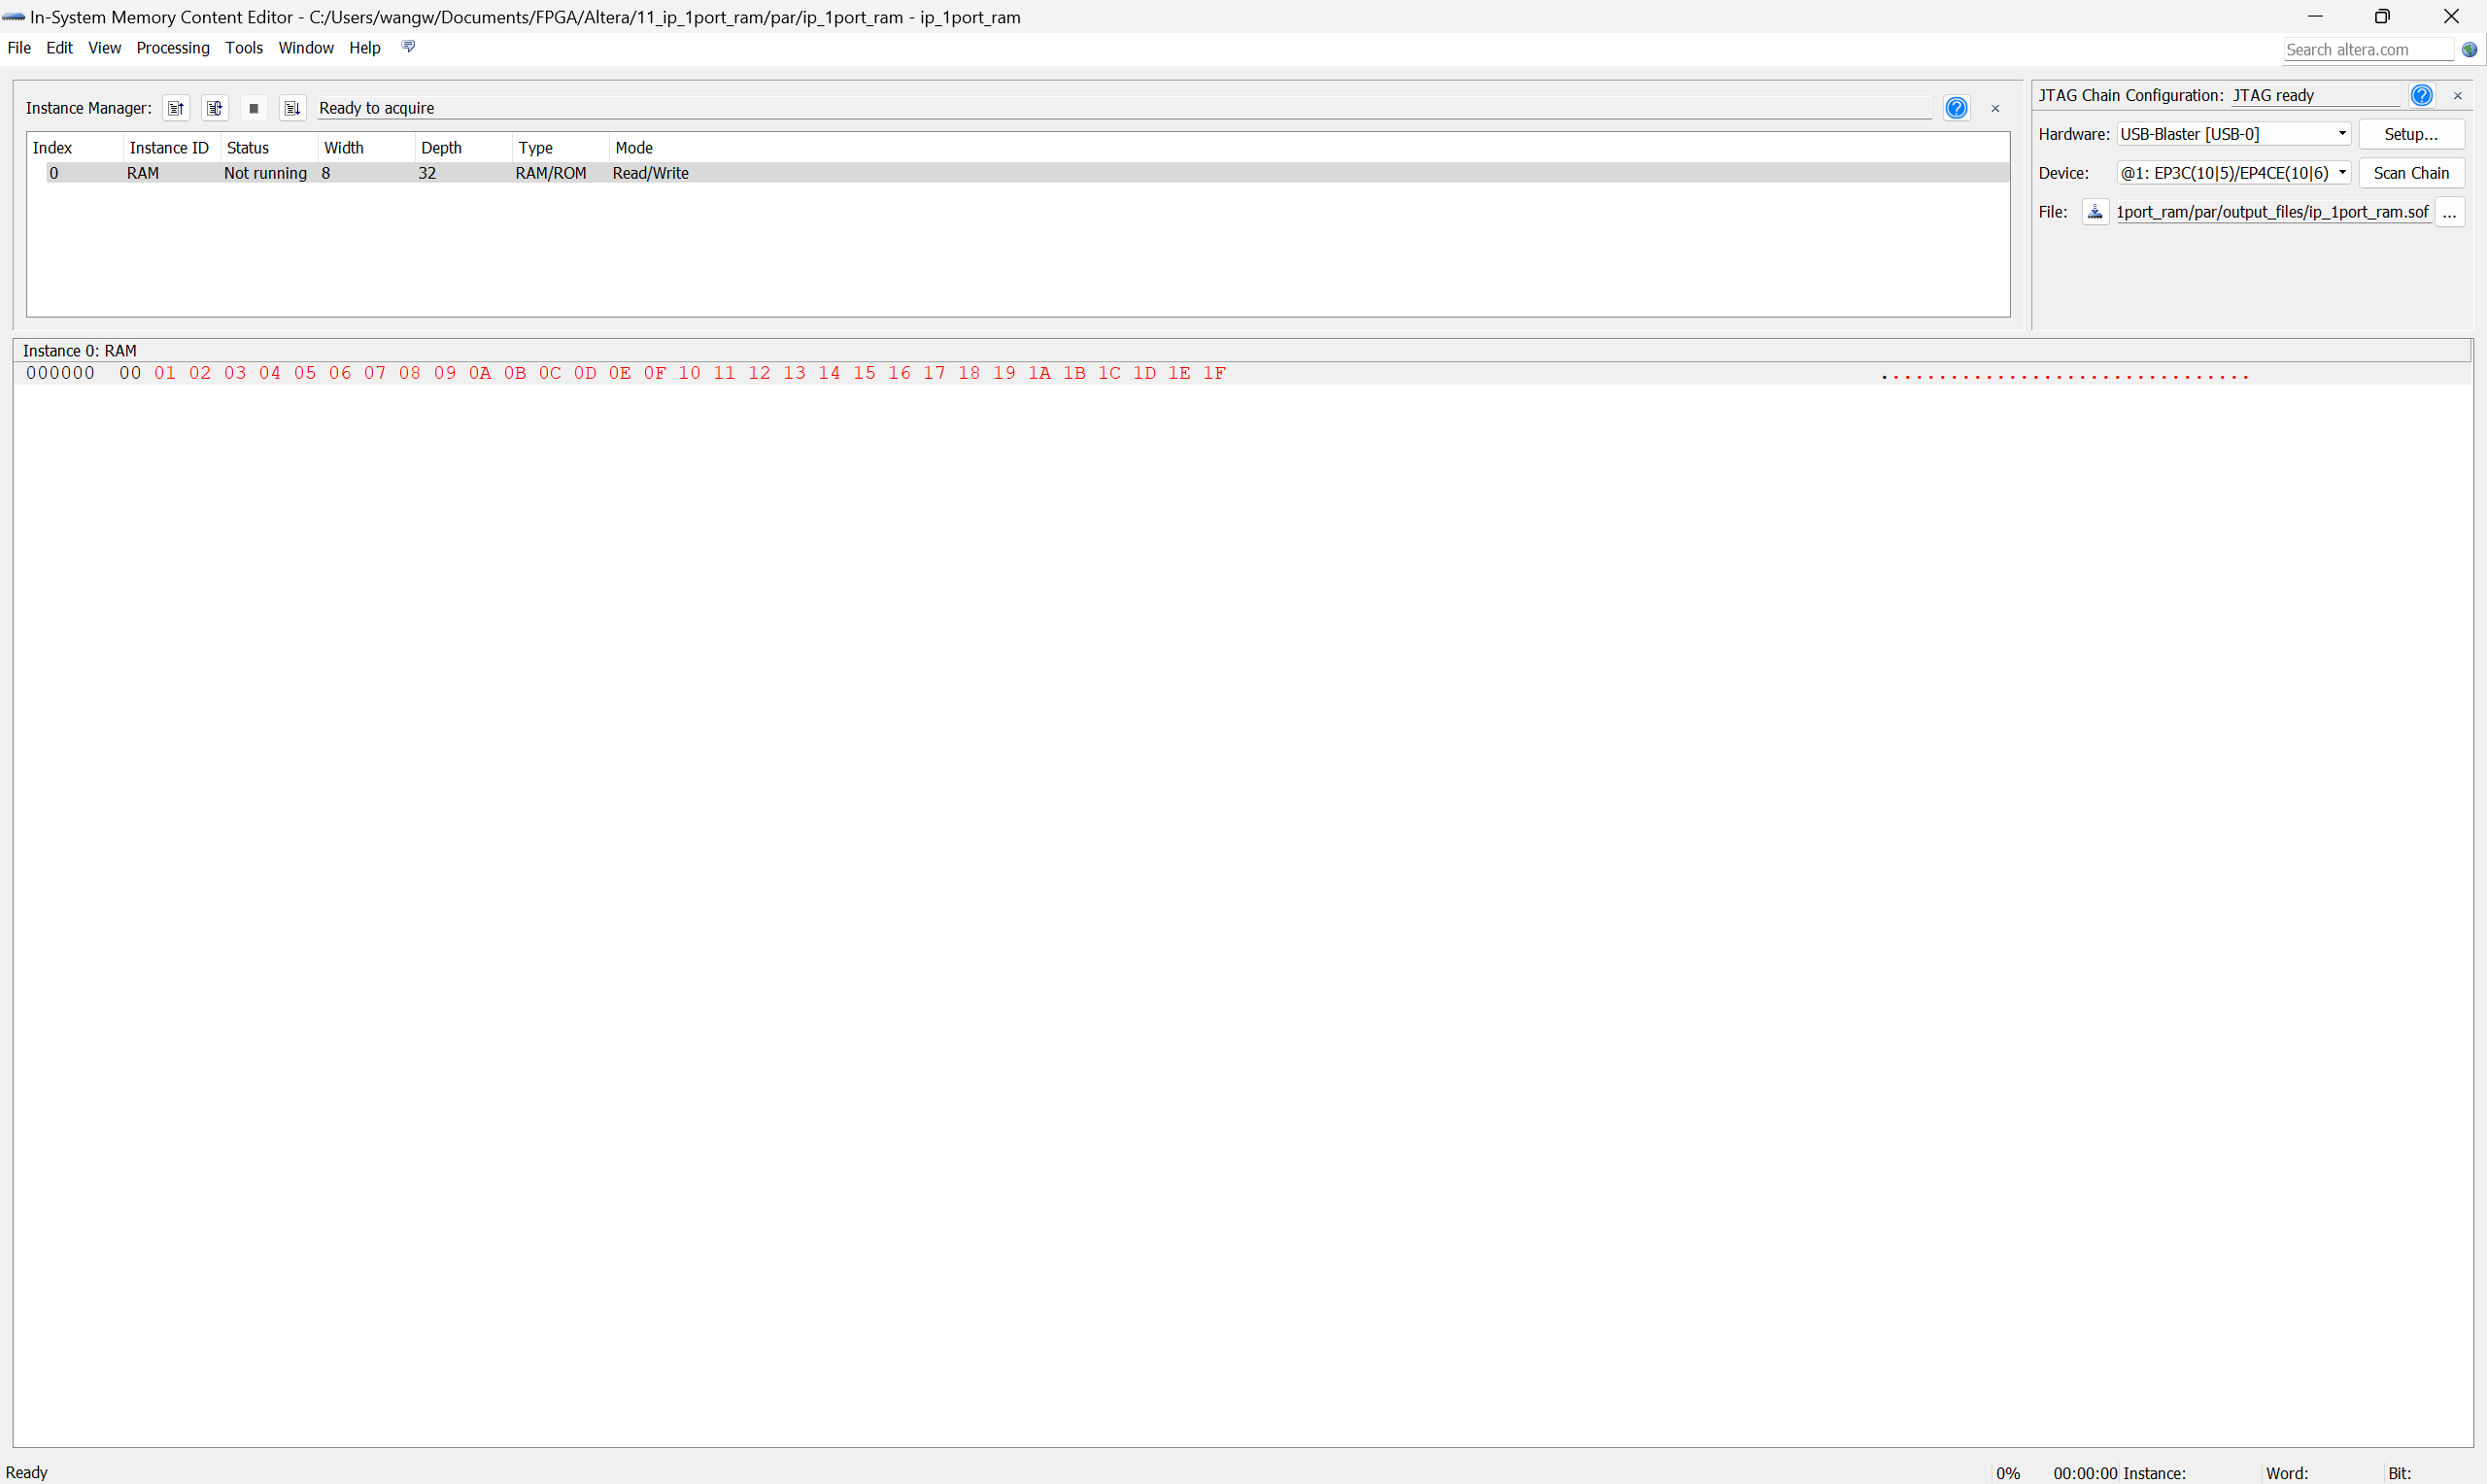 In-System Memory Content Editor - C:/Users/wangw/Documents/FPGA/Altera/11_ip_1port_ram/par/ip_1port_ram - ip_1port_ram
File Edit View Processing Tools Window Help
Search altera.com
Instance Manager: Ready to acquire
Index Instance ID Status Width Depth Type Mode
0 RAM Not running 8 32 RAM/ROM Read/Write
JTAG Chain Configuration: JTAG ready
Hardware: USB-Blaster [USB-0] Setup...
Device: @1: EP3C(10|5)/EP4CE(10|6) Scan Chain
File: 1port_ram/par/output_files/ip_1port_ram.sof ...
Instance 0: RAM
000000 00 01 02 03 04 05 06 07 08 09 0A 0B 0C 0D 0E 0F 10 11 12 13 14 15 16 17 18 19 1A 1B 1C 1D 1E 1F ................................
Ready 0% 00:00:00 Instance: Word: Bit: